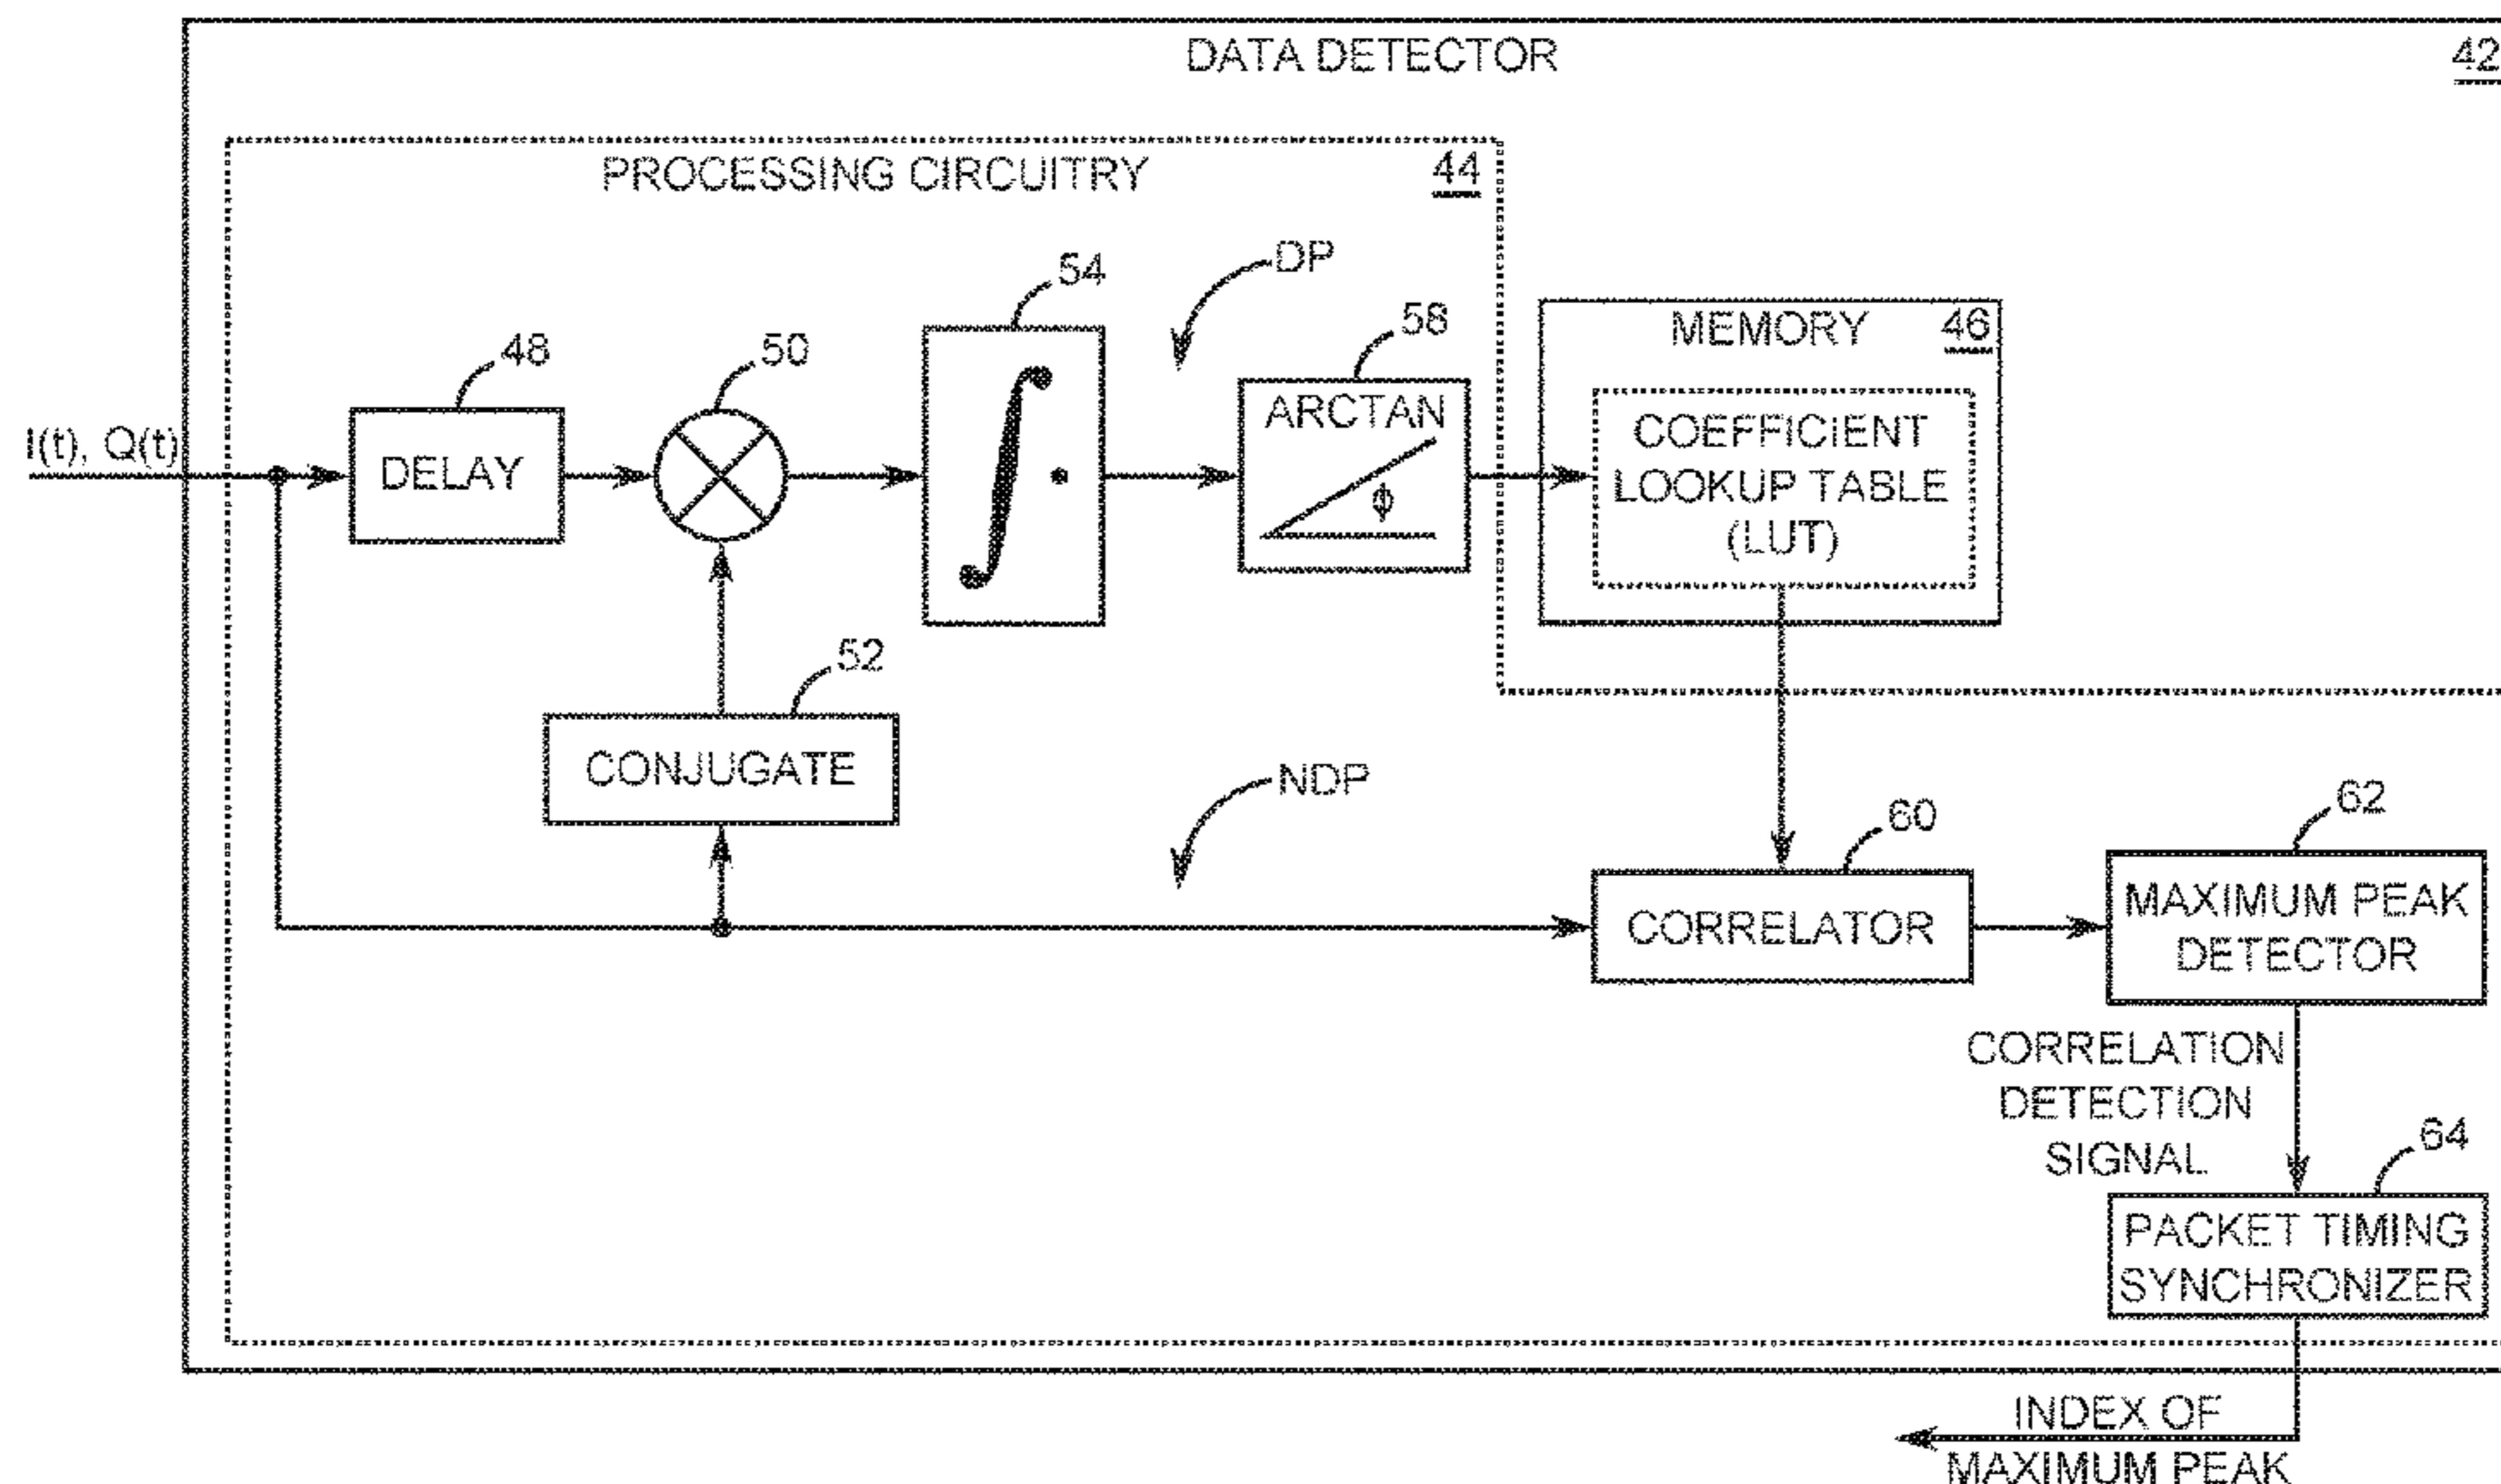 DATA DETECTOR
42
PROCESSING CIRCUITRY
44
DP
54
58
MEMORY
46
48
50
ARCTAN
COEFFICIENT
LOOKUP TABLE
(LUT)
I(t), Q(t)
DELAY
ϕ
52
CONJUGATE
NDP
60
62
CORRELATOR
MAXIMUM PEAK
DETECTOR
CORRELATION
DETECTION
SIGNAL
64
PACKET TIMING
SYNCHRONIZER
INDEX OF
MAXIMUM PEAK